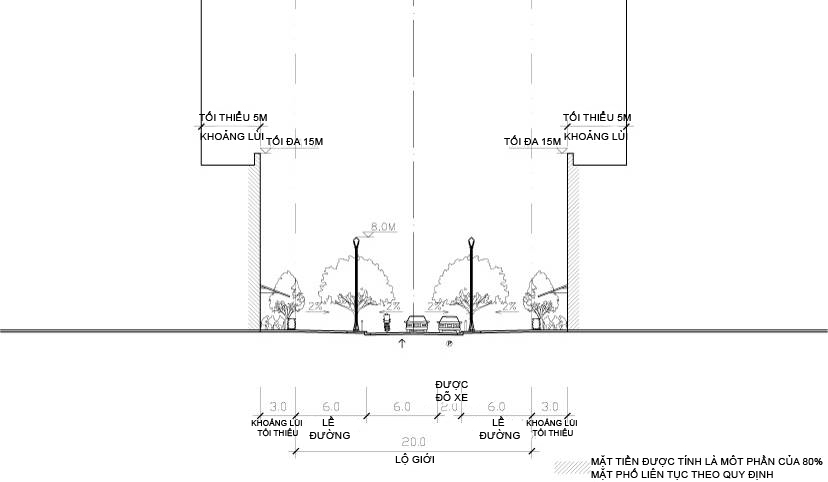 TỐI THIỂU 5M
KHOẢNG LÙI
TỐI ĐA 15M
TỐI THIỂU 5M
KHOẢNG LÙI
TỐI ĐA 15M
8.0M
2%
2%
2%
2%
P
ĐƯỢC
ĐỖ XE
3.0
6.0
6.0
2.0
6.0
3.0
KHOẢNG LÙI
TỐI THIỂU
LỀ
ĐƯỜNG
LỀ
ĐƯỜNG
KHOẢNG LÙI
TỐI THIỂU
20.0
LỘ GIỚI
MẶT TIỀN ĐƯỢC TÍNH LÀ MỘT PHẦN CỦA 80%
MẶT PHỐ LIÊN TỤC THEO QUY ĐỊNH